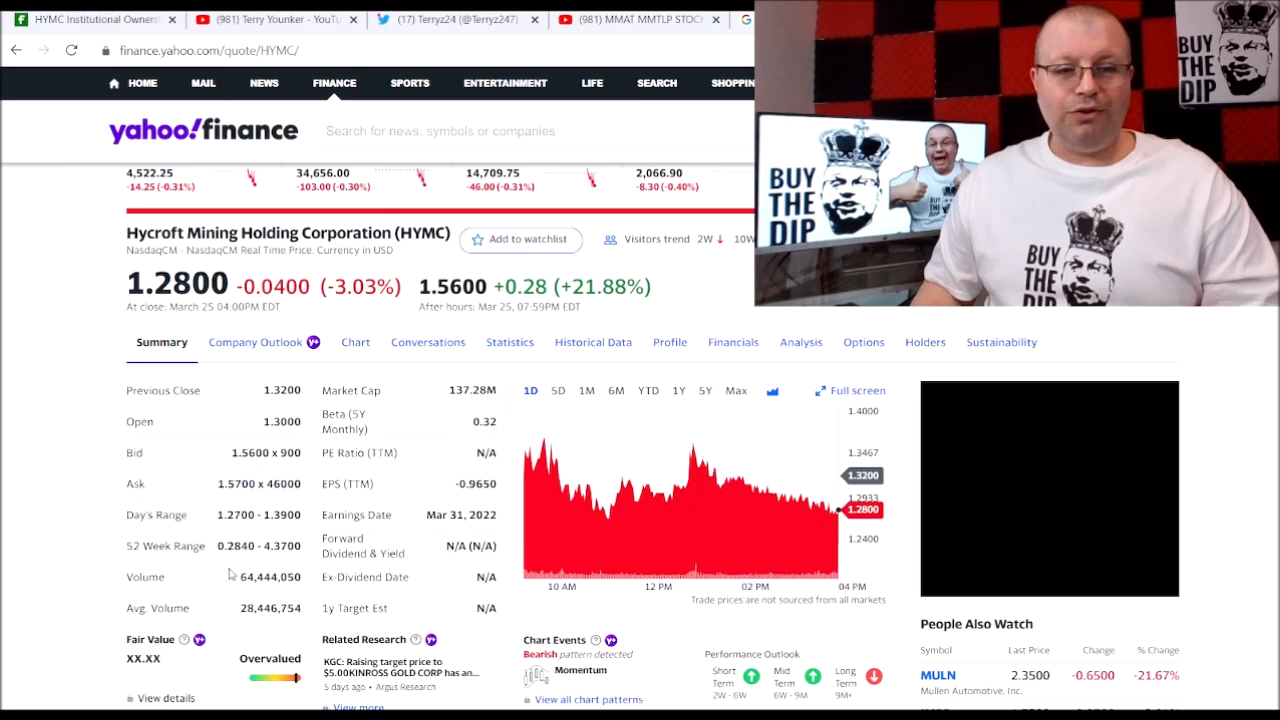 HYMC Institutional Owners
(981) Terry Younker - YouTu
(17) Terryz24 (@Terryz247)
(981) MMAT MMTLP STOCK
finance.yahoo.com/quote/HYMC/
HOME MAIL NEWS FINANCE SPORTS ENTERTAINMENT LIFE SEARCH SHOPPIN
yahoo!finance
Search for news, symbols or companies
4,522.25 34,656.00 14,709.75 2,066.90
-14.25 (-0.31%) -103.00 (-0.30%) -46.00 (-0.31%) -8.30 (-0.40%)
Hycroft Mining Holding Corporation (HYMC)
Add to watchlist
Visitors trend 2W 10W
NasdaqCM - NasdaqCM Real Time Price. Currency in USD
1.2800 -0.0400 (-3.03%)
At close: March 25 04:00PM EDT
1.5600 +0.28 (+21.88%)
After hours: Mar 25, 07:59PM EDT
Summary Company Outlook Y+ Chart Conversations Statistics Historical Data Profile Financials Analysis Options Holders Sustainability
Previous Close 1.3200
Open 1.3000
Bid 1.5600 x 900
Ask 1.5700 x 46000
Day's Range 1.2700 - 1.3900
52 Week Range 0.2840 - 4.3700
Volume 64,444,050
Avg. Volume 28,446,754
Market Cap 137.28M
Beta (5Y
Monthly) 0.32
PE Ratio (TTM) N/A
EPS (TTM) -0.9650
Earnings Date Mar 31, 2022
Forward
Dividend & Yield N/A (N/A)
Ex-Dividend Date N/A
1y Target Est N/A
1D 5D 1M 6M YTD 1Y 5Y Max
Full screen
1.4000
1.3467
1.3200
1.2933
1.2800
1.2400
10 AM 12 PM 02 PM 04 PM
Trade prices are not sourced from all markets
Fair Value
XX.XX Overvalued
View details
Related Research
KGC: Raising target price to
$5.00KINROSS GOLD CORP has an...
5 days ago • Argus Research
View more
Chart Events
Bearish pattern detected
Momentum
View all chart patterns
Performance Outlook
Short
Term
2W - 6W
Mid
Term
6W - 9M
Long
Term
9M+
People Also Watch
Symbol Last Price Change % Change
MULN 2.3500 -0.6500 -21.67%
Mullen Automotive, Inc.
BUY
THE
DIP
BUY
THE
DIP
BUY
THE
DI